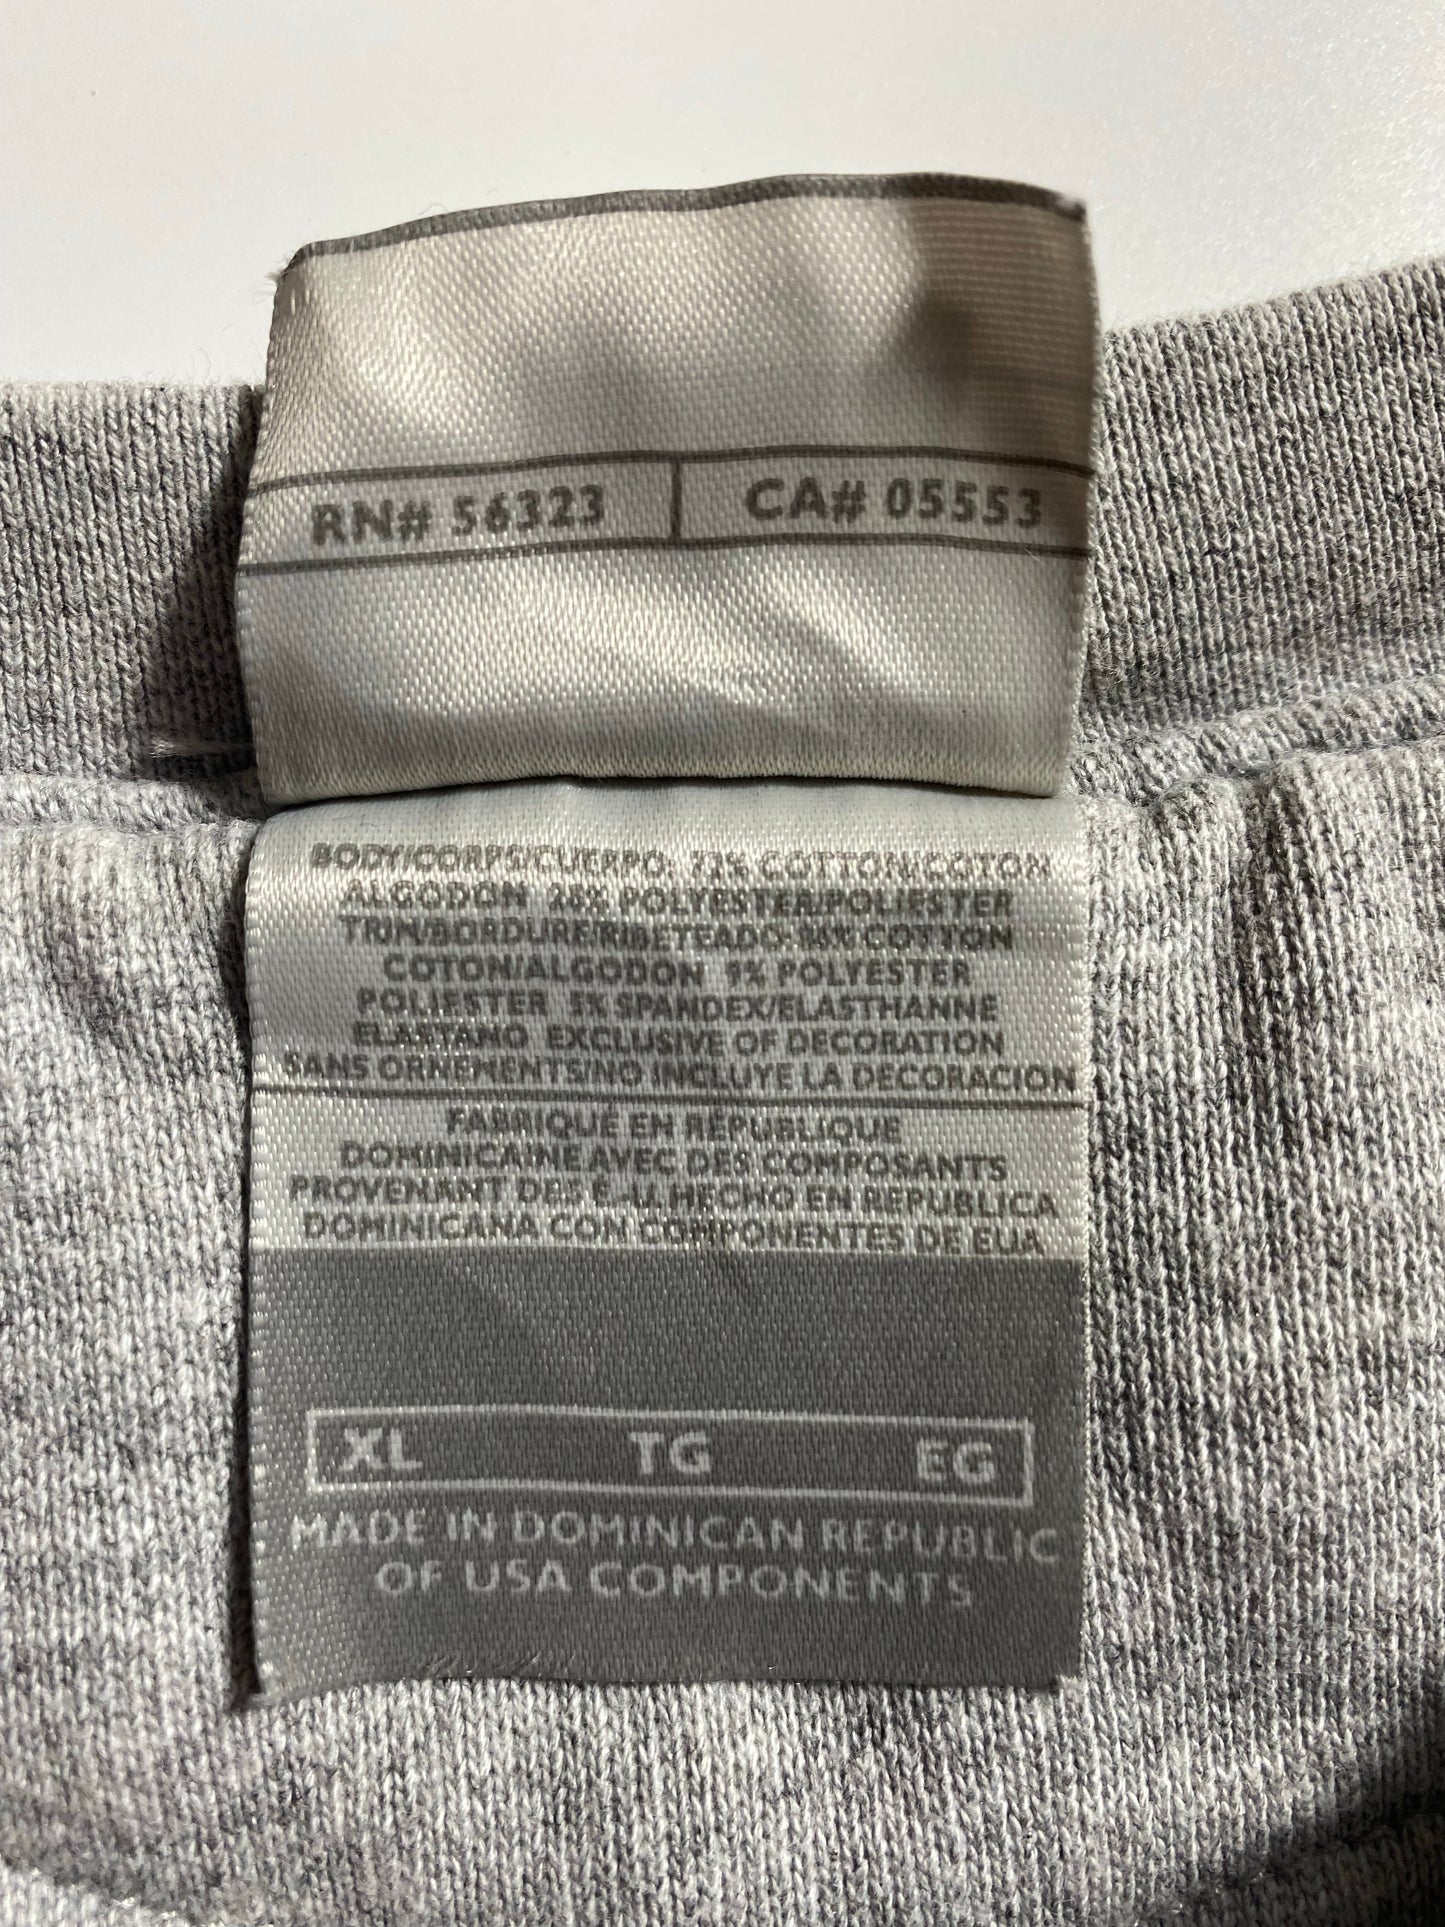 RN# 56323 CA# 05553
BODY/CORPS/CUERPO: 72% COTTON/COTON
ALGODON 28% POLYESTER/POLIESTER
TRIM/BORDURE/RIBETEADO: 86% COTTON
COTON/ALGODON 9% POLYESTER
POLIESTER 5% SPANDEX/ELASTHANNE
ELASTANO EXCLUSIVE OF DECORATION
SANS ORNEMENTS/NO INCLUYE LA DECORACION
FABRIQUÉ EN RÉPUBLIQUE
DOMINICAINE AVEC DES COMPOSANTS
PROVENANT DES É.-U. HECHO EN REPUBLICA
DOMINICANA CON COMPONENTES DE EUA
XL TG EG
MADE IN DOMINICAN REPUBLIC
OF USA COMPONENTS